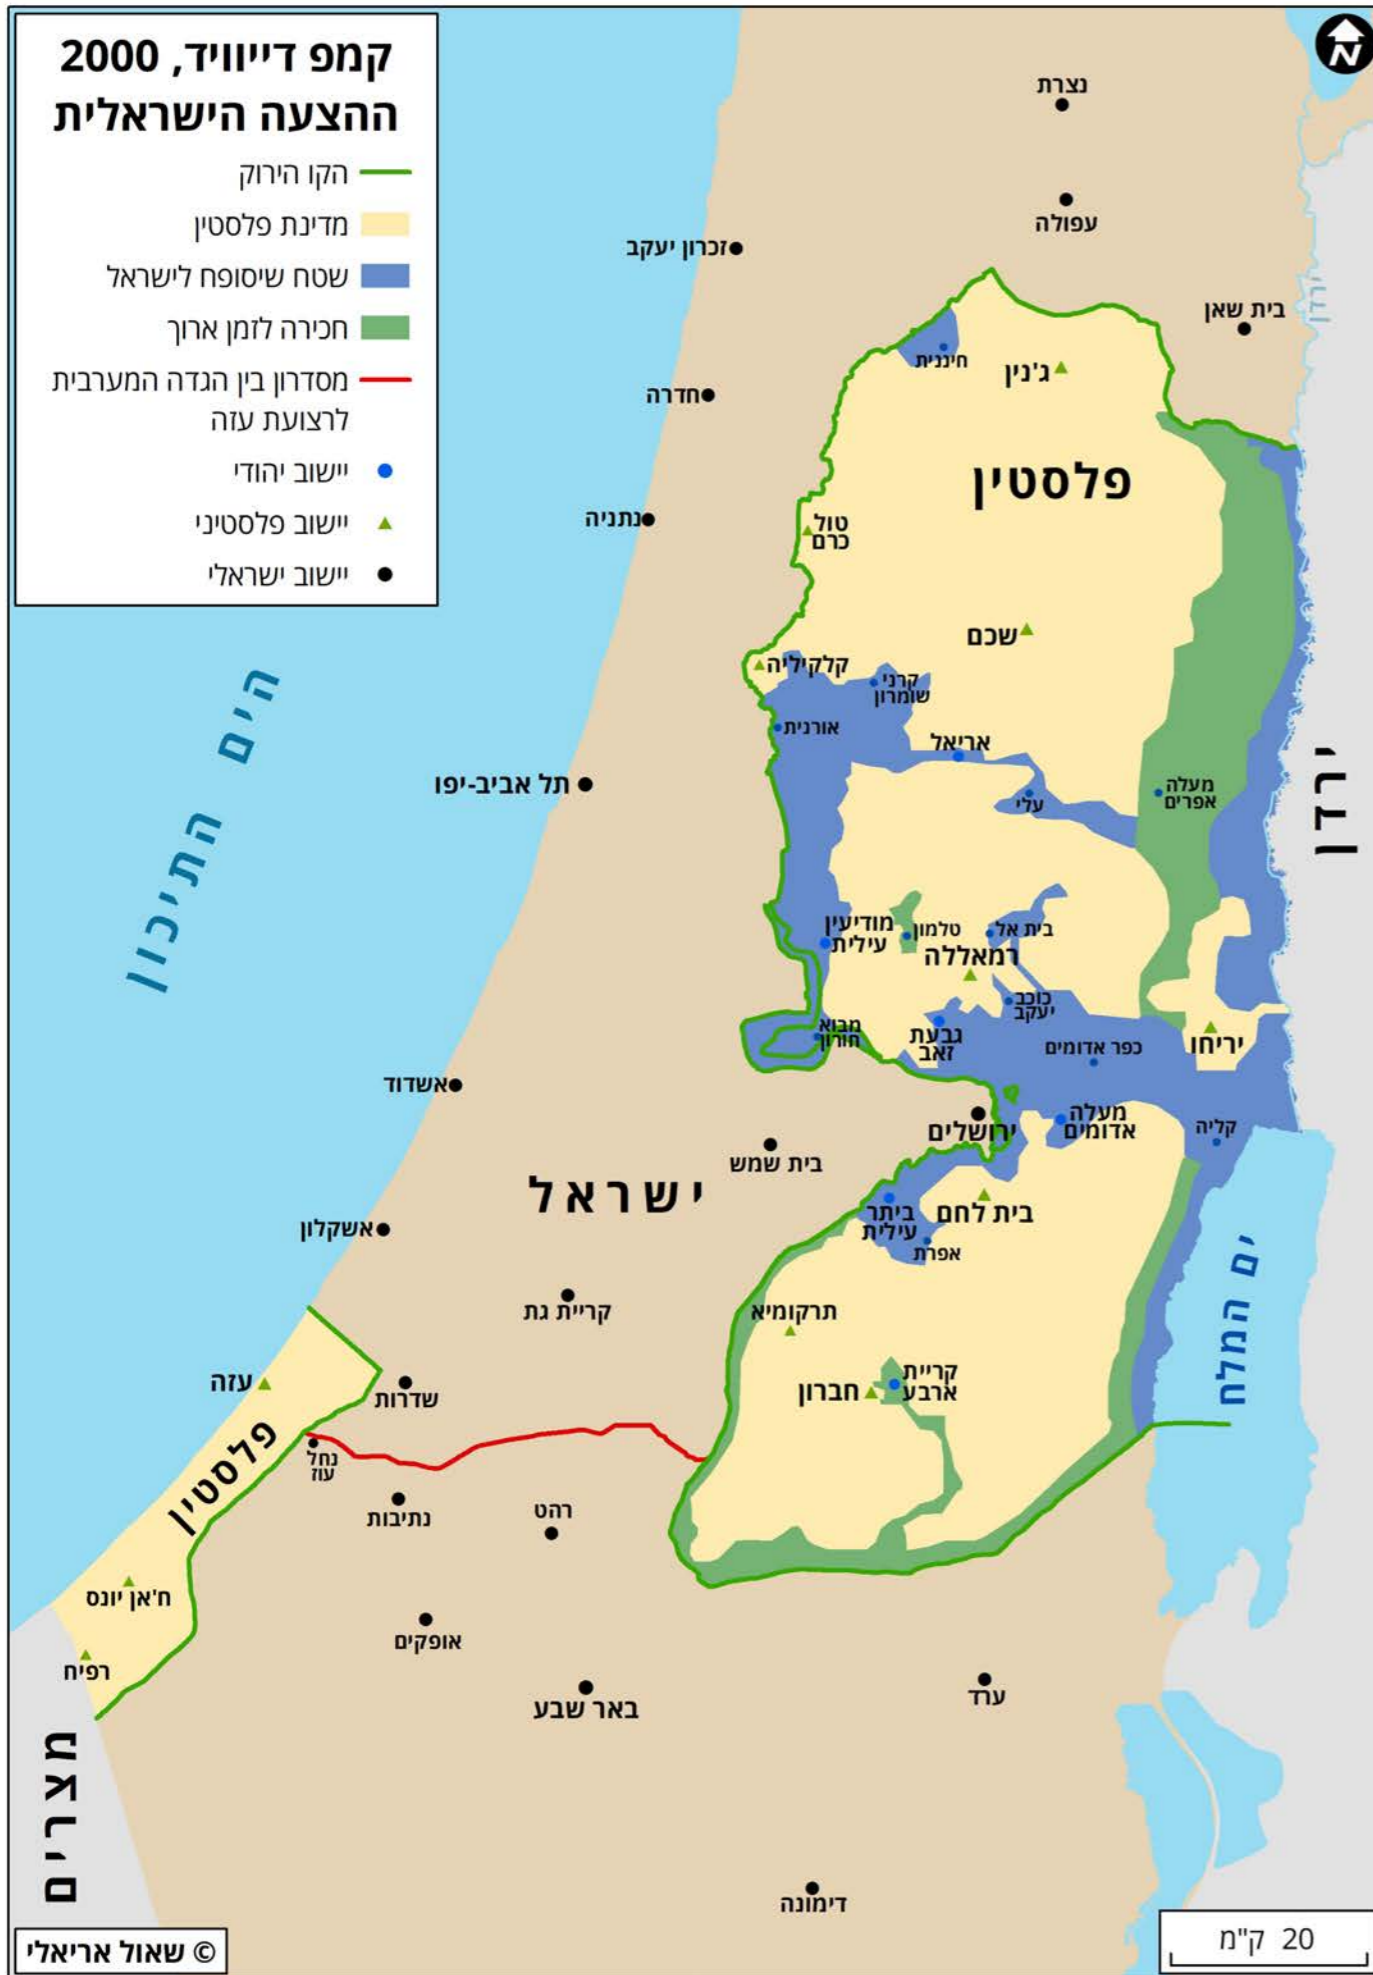 קמפ דייוויד, 2000
ההצעה הישראלית
הקו הירוק
מדינת פלסטין
שטח שיסופח לישראל
חכירה לזמן ארוך
מסדרון בין הגדה המערבית
לרצועת עזה
יישוב יהודי
יישוב פלסטיני
יישוב ישראלי
N
נצרת
עפולה
זכרון יעקב
בית שאן
ירדן
חיננית
ג'נין
חדרה
פלסטין
נתניה
טול
כרם
שכם
קלקיליה
קרני
שומרון
אורנית
אריאל
הים התיכון
תל אביב-יפו
עלי
מעלה
אפרים
ירדן
מודיעין
עילית
טלמון
בית אל
רמאללה
כוכב
יעקב
מבוא
חורון
גבעת
זאב
כפר אדומים
יריחו
אשדוד
ירושלים
מעלה
אדומים
קליה
בית שמש
ישראל
ביתר
עילית
בית לחם
אפרת
אשקלון
ים המלח
קריית גת
תרקומיא
עזה
שדרות
חברון
קריית
ארבע
פלסטין
נחל
עוז
נתיבות
רהט
ח'אן יונס
אופקים
רפיח
באר שבע
ערד
מצרים
דימונה
© שאול אריאלי
20 ק"מ